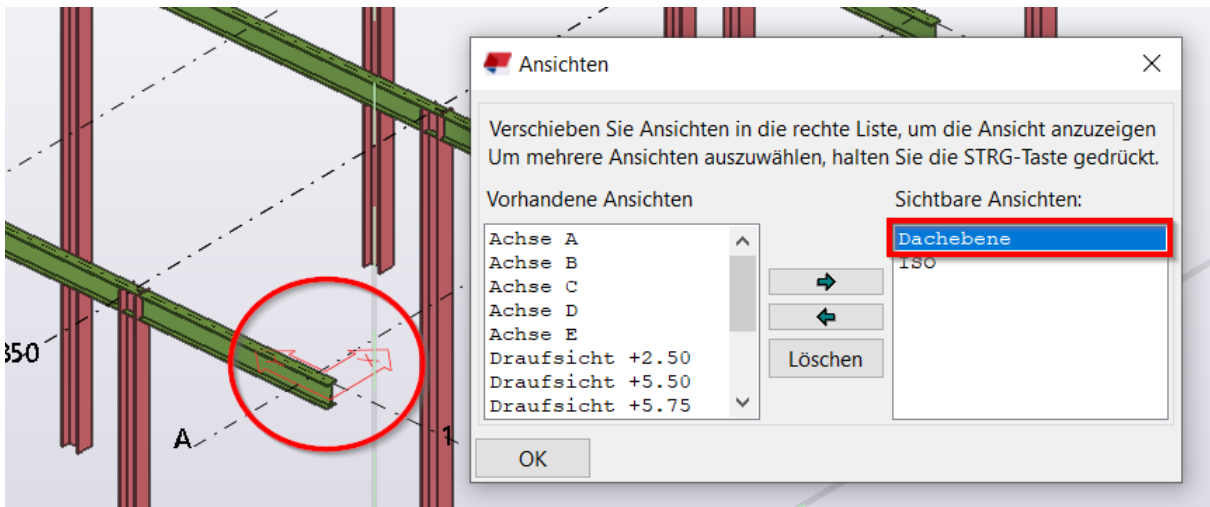 Ansichten
Verschieben Sie Ansichten in die rechte Liste, um die Ansicht anzuzeigen
Um mehrere Ansichten auszuwählen, halten Sie die STRG-Taste gedrückt.
Vorhandene Ansichten
Sichtbare Ansichten:
Achse A
Achse B
Achse C
Achse D
Achse E
Draufsicht +2.50
Draufsicht +5.50
Draufsicht +5.75
Löschen
Dachebene
ISO
OK
350
A
1